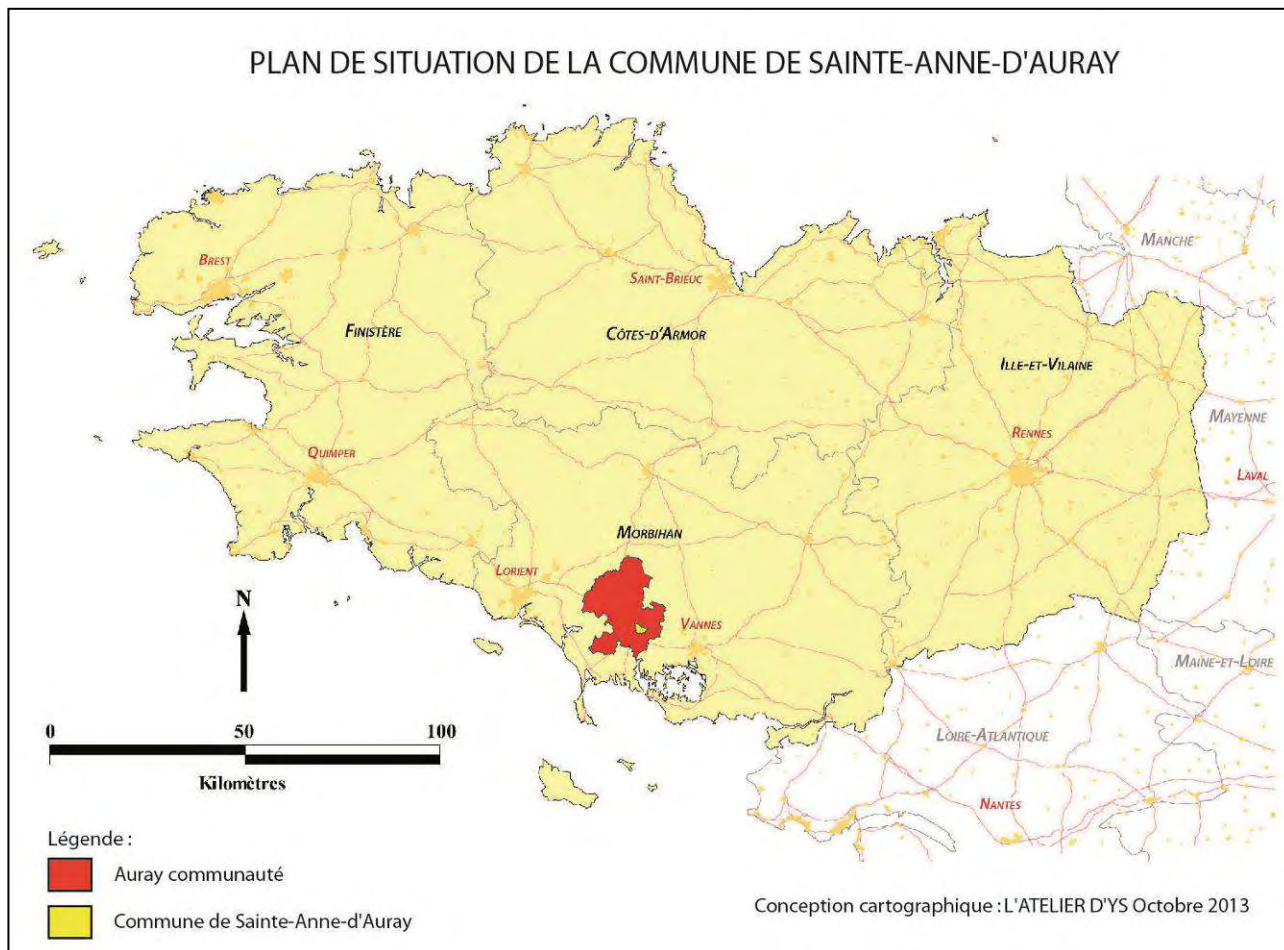 PLAN DE SITUATION DE LA COMMUNE DE SAINTE-ANNE-D'AURAY
MANCHE
BREST
SAINT-BRIEUC
FINISTÈRE
CÔTES-D'ARMOR
ILLE-ET-VILAINE
MAYENNE
RENNES
QUIMPER
LAVAL
MORBIHAN
LORIENT
N
VANNES
MAINE-ET-LOIRE
0 50 100
LOIRE-ATLANTIQUE
Kilomètres
NANTES
Légende :
Auray communauté
Commune de Sainte-Anne-d'Auray
Conception cartographique : L'ATELIER D'YS Octobre 2013